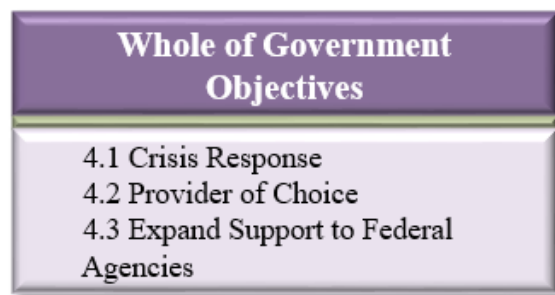 Whole of Government
Objectives
4.1 Crisis Response
4.2 Provider of Choice
4.3 Expand Support to Federal
Agencies